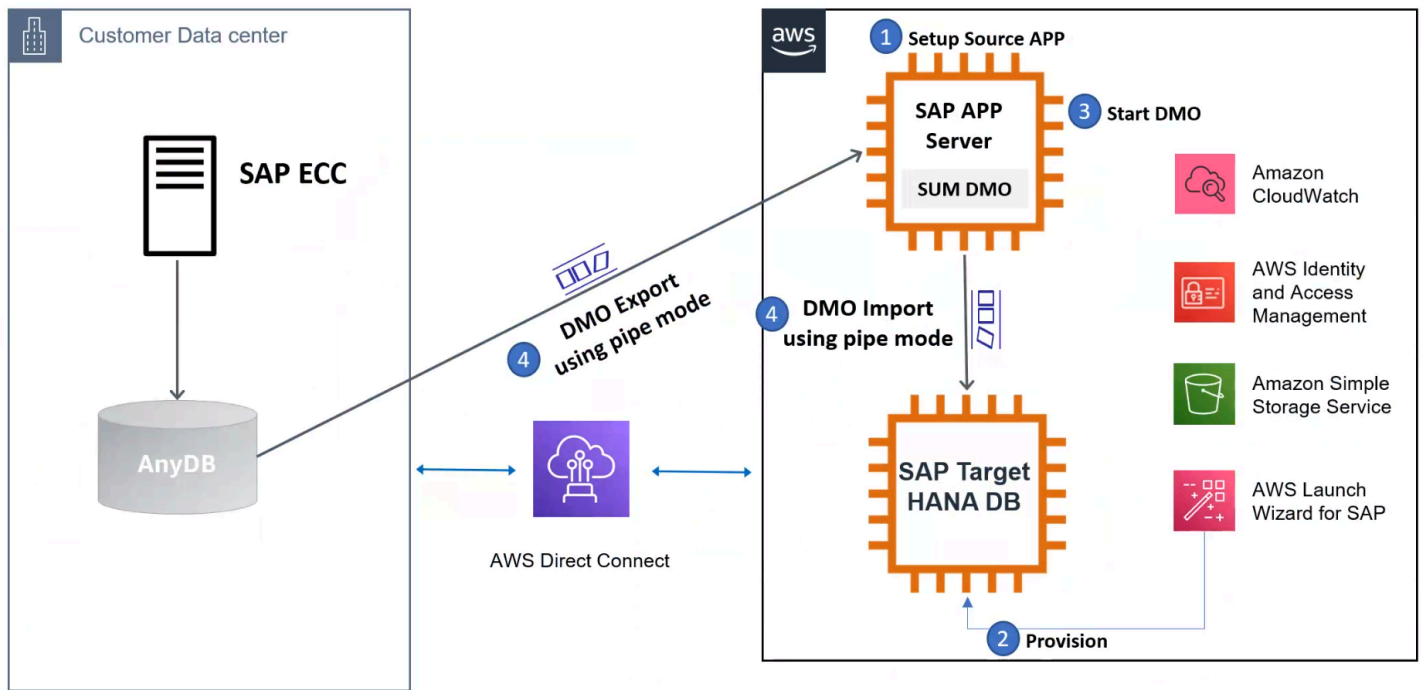 Customer Data center
SAP ECC
AnyDB
DMO Export
using pipe mode
4
AWS Direct Connect
aws
1 Setup Source APP
SAP APP
Server
SUM DMO
3 Start DMO
4 DMO Import
using pipe mode
SAP Target
HANA DB
2 Provision
Amazon
CloudWatch
AWS Identity
and Access
Management
Amazon Simple
Storage Service
AWS Launch
Wizard for SAP